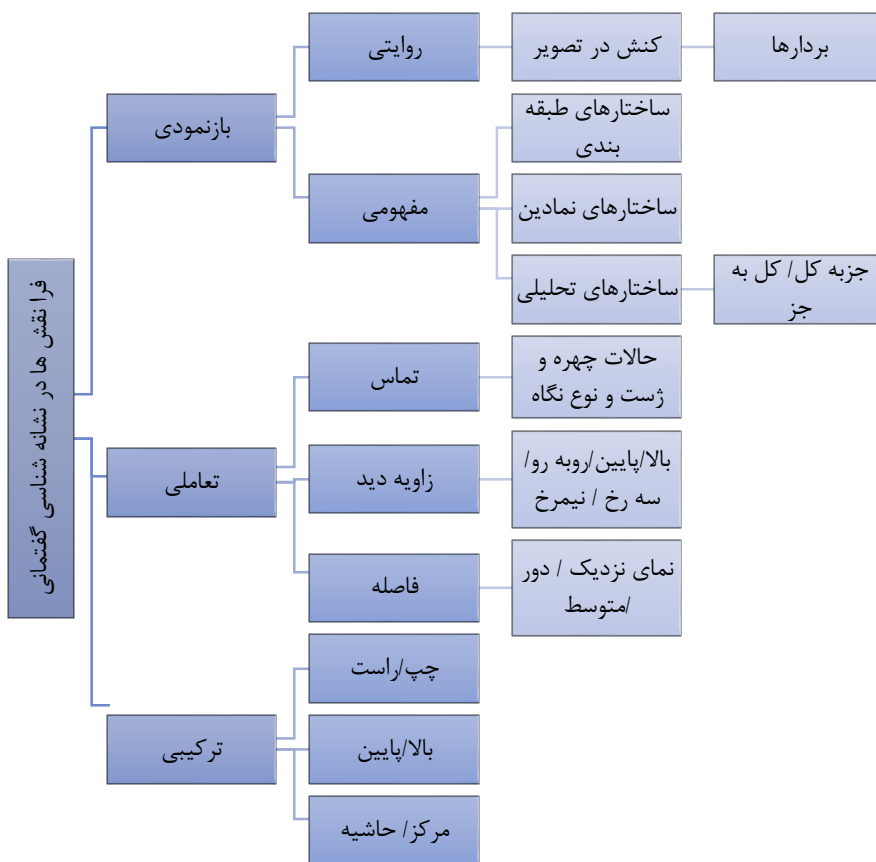 فرا نقش ها در نشانه شناسی گفتمانی
بازنمودی
روایتی
کنش در تصویر
بردارها
مفهومی
ساختارهای طبقه
بندی
ساختارهای نمادین
ساختارهای تحلیلی
جزبه کل/ کل به
جز
تعاملی
تماس
حالات چهره و
ژست و نوع نگاه
زاویه دید
بالا/پایین/روبه رو/
سه رخ / نیمرخ
فاصله
نمای نزدیک / دور
/متوسط
ترکیبی
چپ/راست
بالا/پایین
مرکز/ حاشیه